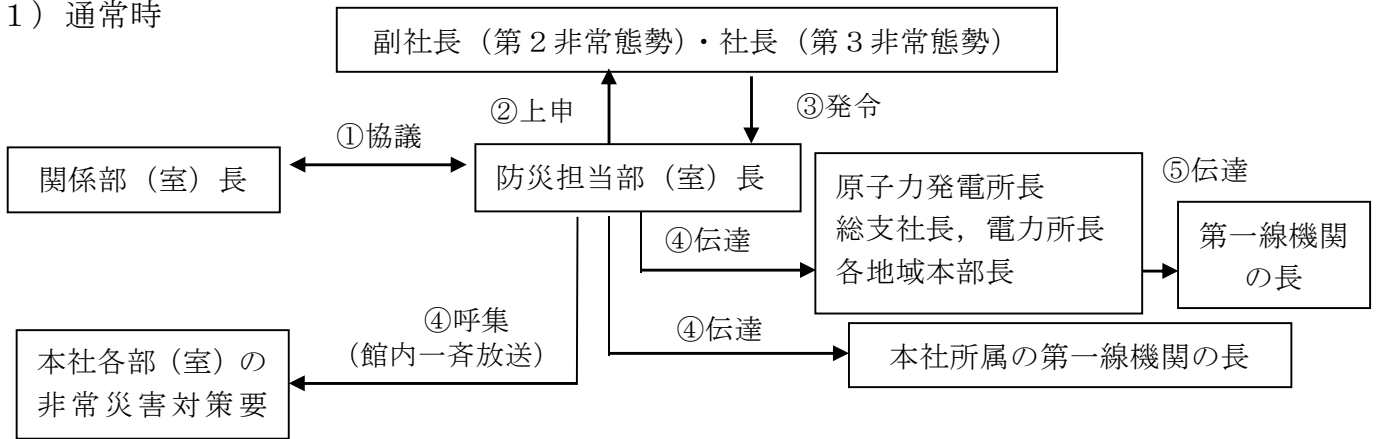 １）通常時
副社長（第２非常態勢）・社長（第３非常態勢）
②上申
③発令
①協議
関係部（室）長
防災担当部（室）長
原子力発電所長
総支社長，電力所長
各地域本部長
⑤伝達
第一線機関
の長
④伝達
④呼集
（館内一斉放送）
④伝達
本社各部（室）の
非常災害対策要
本社所属の第一線機関の長